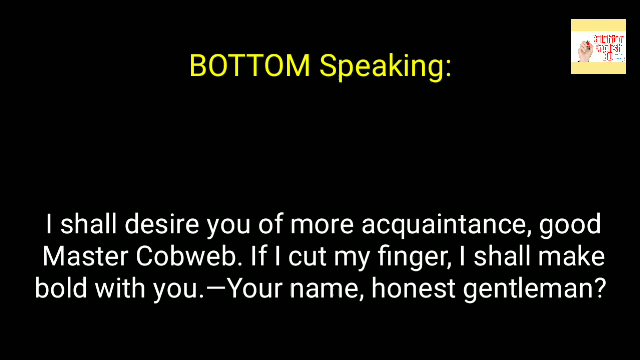 BOTTOM Speaking:
I shall desire you of more acquaintance, good
Master Cobweb. If I cut my finger, I shall make
bold with you.—Your name, honest gentleman?